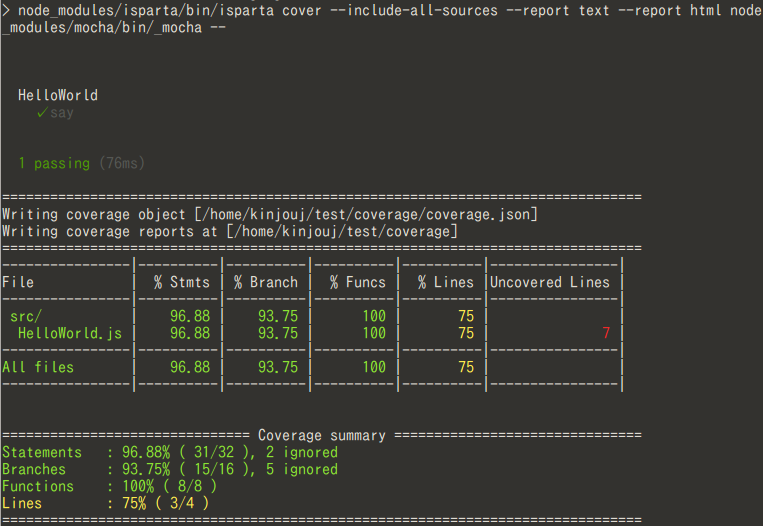 > node_modules/isparta/bin/isparta cover --include-all-sources --report text --report html node
_modules/mocha/bin/_mocha --
HelloWorld
✓say
1 passing (76ms)
================================================================================
Writing coverage object [/home/kinjouj/test/coverage/coverage.json]
Writing coverage reports at [/home/kinjouj/test/coverage]
================================================================================
----------------|----------|----------|----------|----------|----------------|
File            |  % Stmts | % Branch |  % Funcs |  % Lines |Uncovered Lines |
----------------|----------|----------|----------|----------|----------------|
 src/           |    96.88 |    93.75 |      100 |       75 |                |
  HelloWorld.js |    96.88 |    93.75 |      100 |       75 |              7 |
----------------|----------|----------|----------|----------|----------------|
All files       |    96.88 |    93.75 |      100 |       75 |                |
----------------|----------|----------|----------|----------|----------------|
=============================== Coverage summary ===============================
Statements   : 96.88% ( 31/32 ), 2 ignored
Branches     : 93.75% ( 15/16 ), 5 ignored
Functions    : 100% ( 8/8 )
Lines        : 75% ( 3/4 )
================================================================================